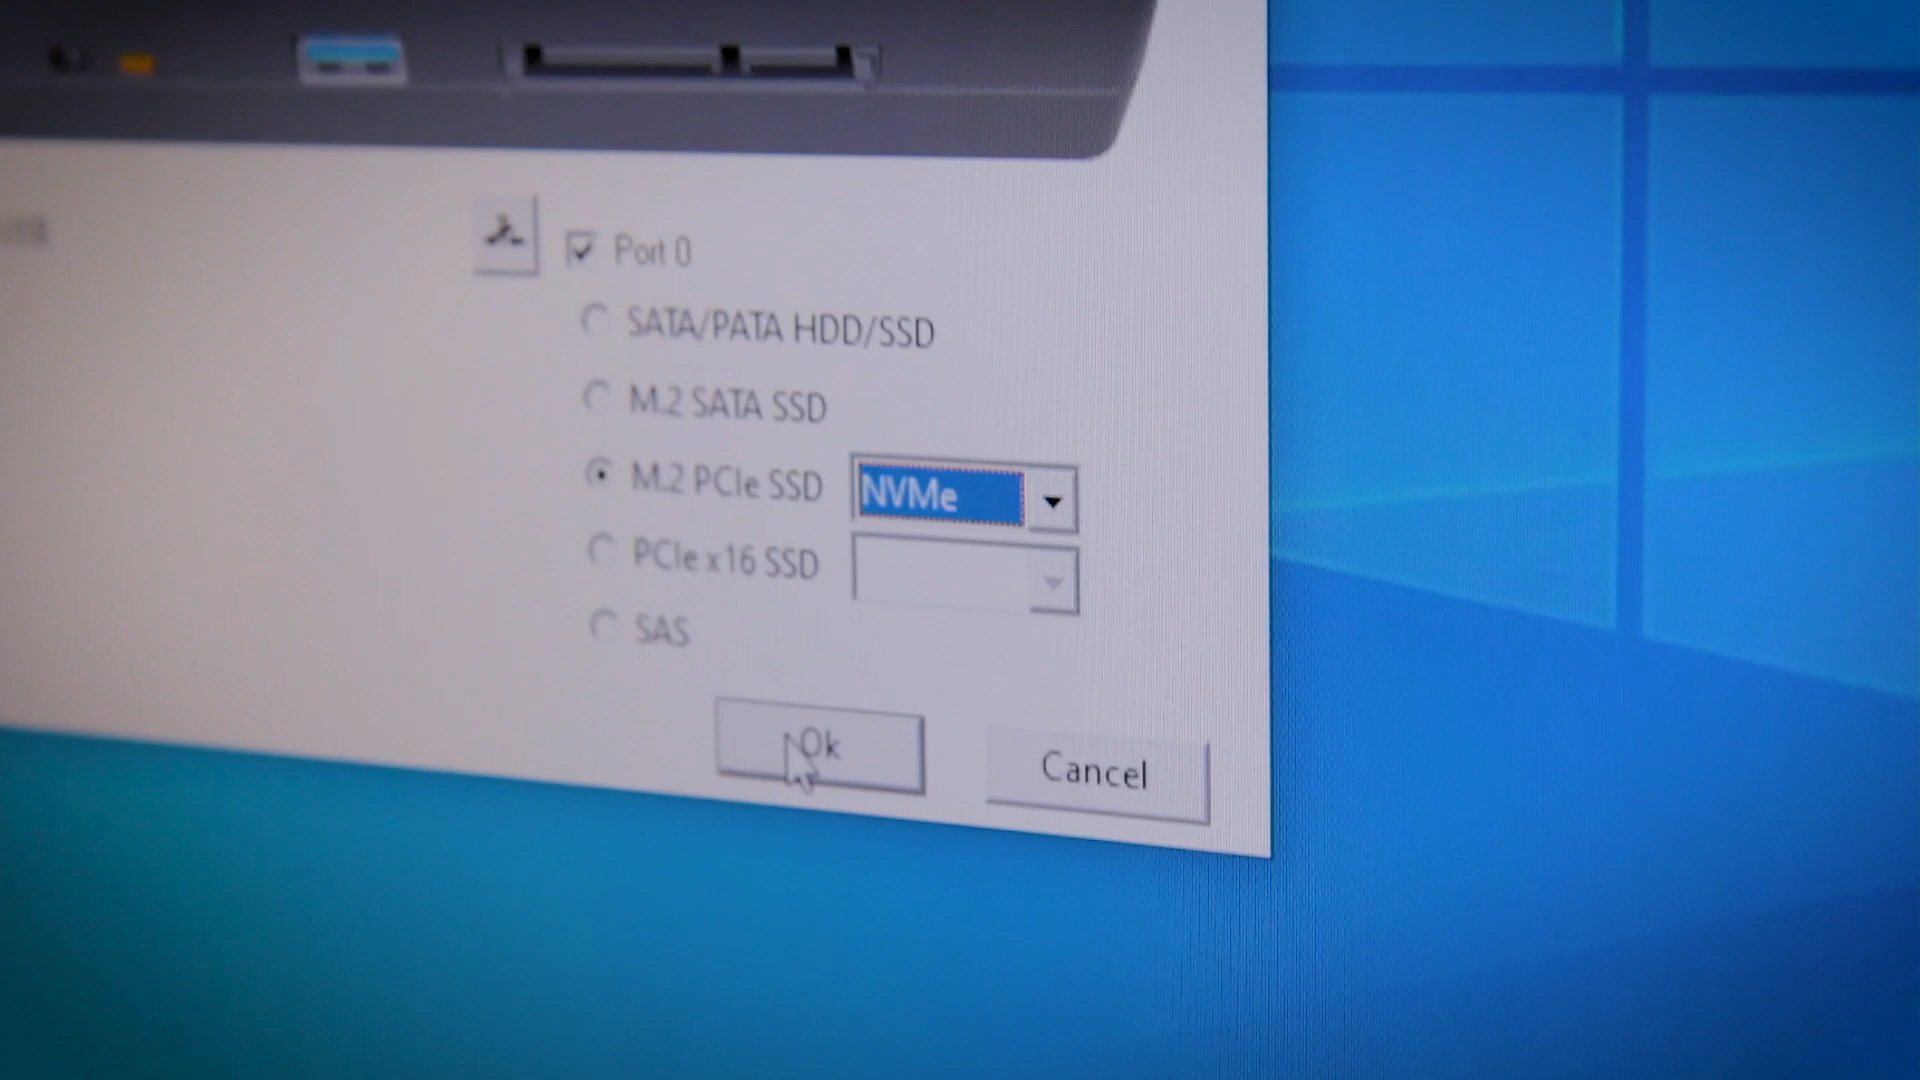 Port 0
SATA/PATA HDD/SSD
M.2 SATA SSD
M.2 PCIe SSD NVMe
PCIe x16 SSD
SAS
Ok Cancel